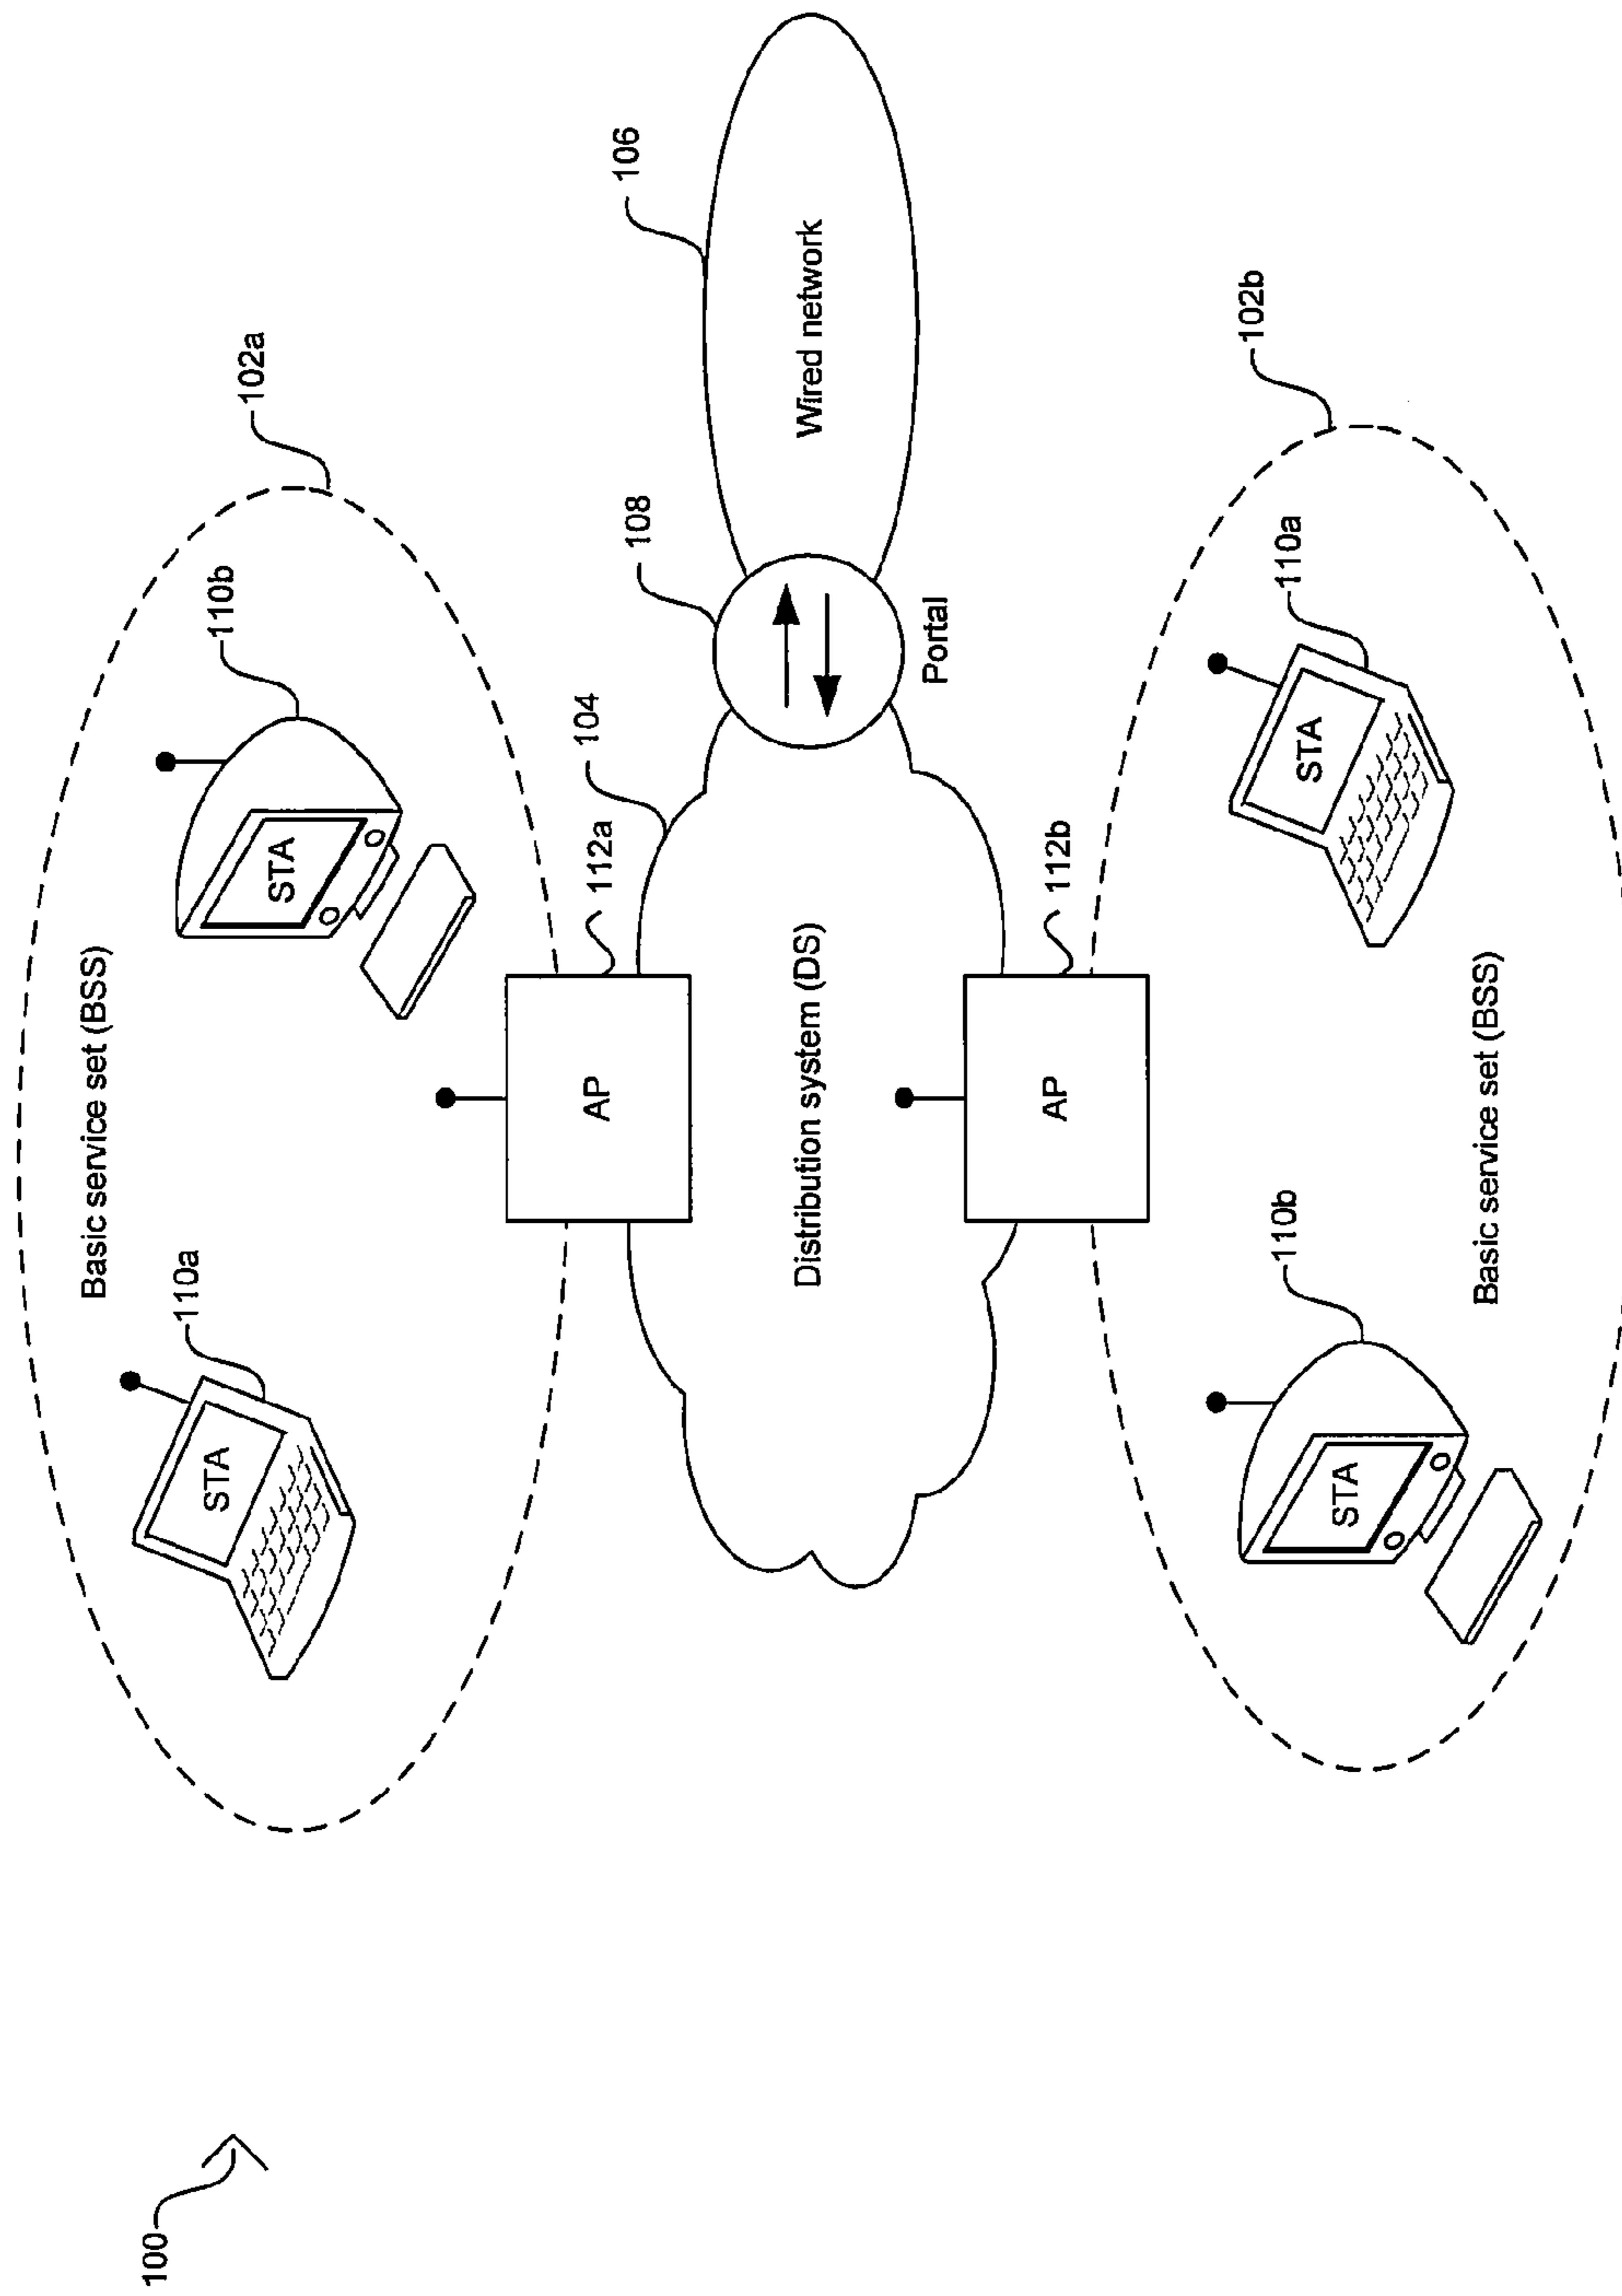 100
102a
Basic service set (BSS)
110a
STA
110b
STA
AP
112a
104
108
106
Distribution system (DS)
Wired network
Portal
AP
112b
102b
110b
STA
110a
STA
Basic service set (BSS)